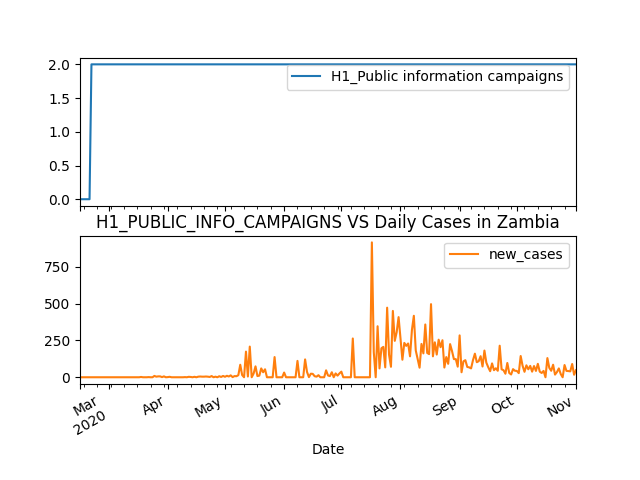 2.0
1.5
1.0
0.5
0.0
H1_Public information campaigns
H1_PUBLIC_INFO_CAMPAIGNS VS Daily Cases in Zambia
750
500
250
0
new_cases
Mar
2020
Apr
May
Jun
Jul
Aug
Sep
Oct
Nov
Date